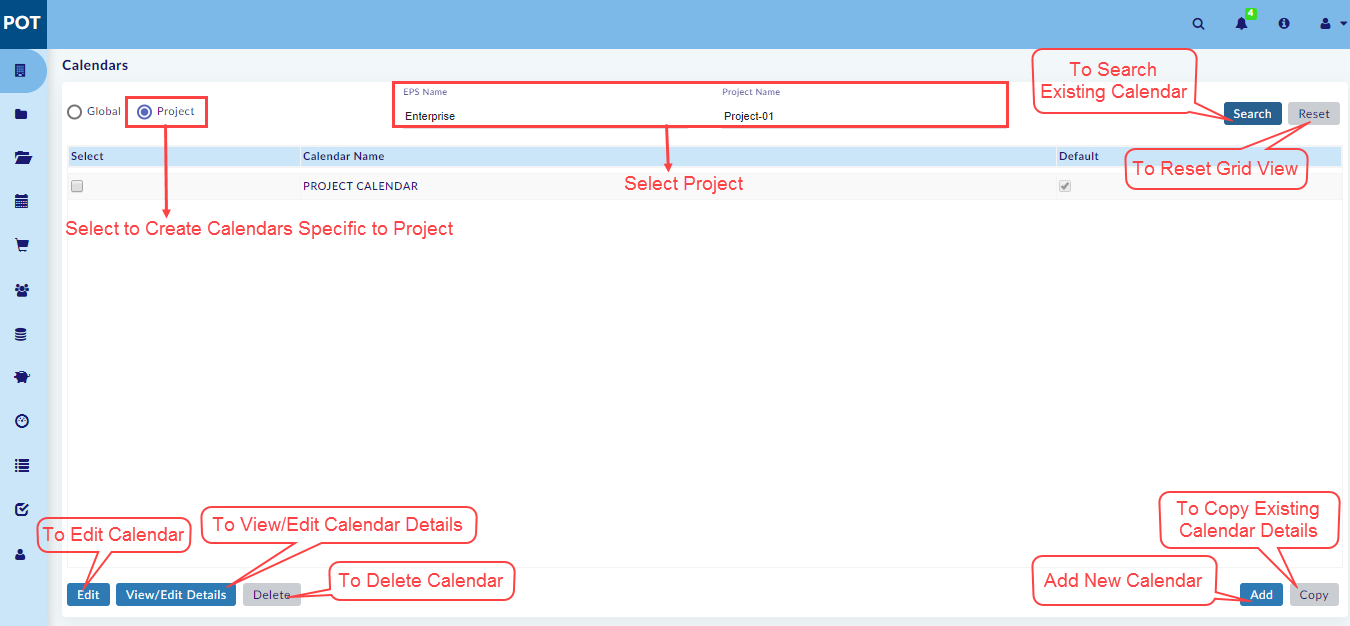 POT
4
Calendars
Global
Project
EPS Name
Project Name
Enterprise
Project-01
To Search
Existing Calendar
Search
Reset
Select
Calendar Name
Default
To Reset Grid View
PROJECT CALENDAR
Select Project
Select to Create Calendars Specific to Project
To Edit Calendar
To View/Edit Calendar Details
To Delete Calendar
To Copy Existing
Calendar Details
Add New Calendar
Edit
View/Edit Details
Delete
Add
Copy